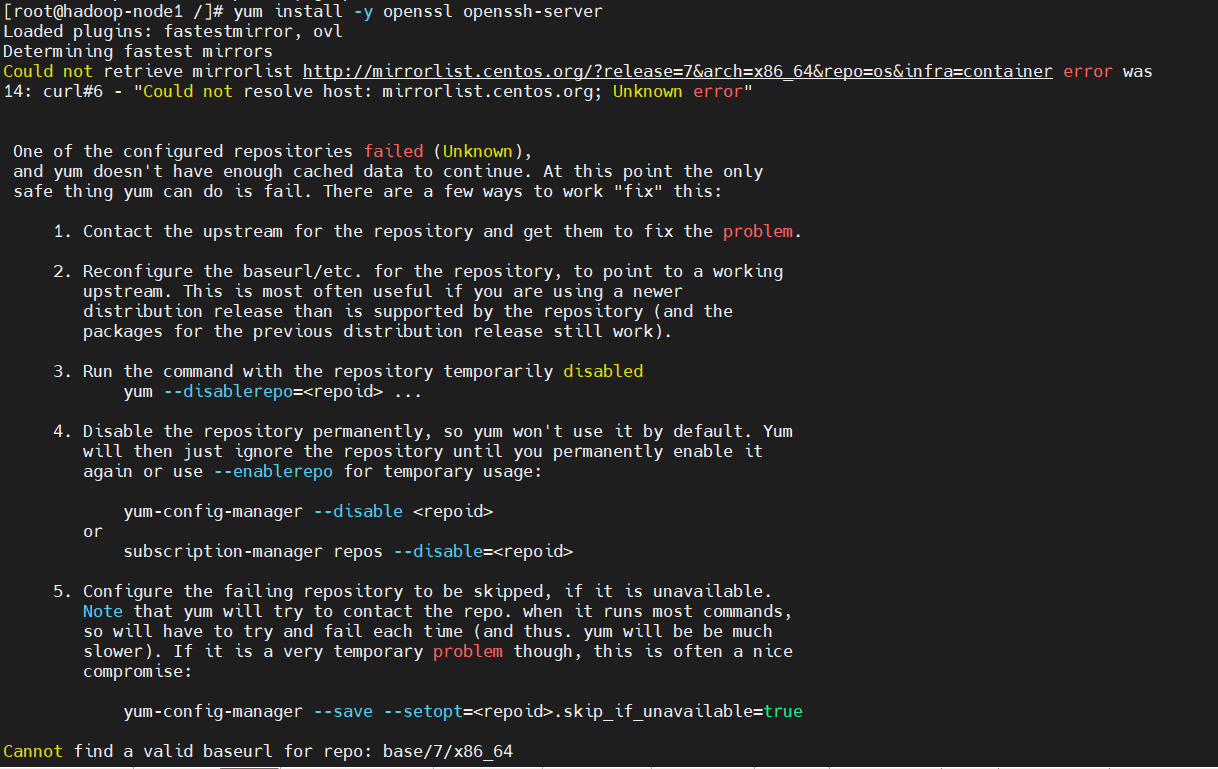 [root@hadoop-node1 /]# yum install -y openssl openssh-server
Loaded plugins: fastestmirror, ovl
Determining fastest mirrors
Could not retrieve mirrorlist http://mirrorlist.centos.org/?release=7&arch=x86_64&repo=os&infra=container error was
14: curl#6 - "Could not resolve host: mirrorlist.centos.org; Unknown error"
One of the configured repositories failed (Unknown),
and yum doesn't have enough cached data to continue. At this point the only
safe thing yum can do is fail. There are a few ways to work "fix" this:
1. Contact the upstream for the repository and get them to fix the problem.
2. Reconfigure the baseurl/etc. for the repository, to point to a working
upstream. This is most often useful if you are using a newer
distribution release than is supported by the repository (and the
packages for the previous distribution release still work).
3. Run the command with the repository temporarily disabled
yum --disablerepo=<repoid> ...
4. Disable the repository permanently, so yum won't use it by default. Yum
will then just ignore the repository until you permanently enable it
again or use --enablerepo for temporary usage:
yum-config-manager --disable <repoid>
or
subscription-manager repos --disable=<repoid>
5. Configure the failing repository to be skipped, if it is unavailable.
Note that yum will try to contact the repo. when it runs most commands,
so will have to try and fail each time (and thus. yum will be be much
slower). If it is a very temporary problem though, this is often a nice
compromise:
yum-config-manager --save --setopt=<repoid>.skip_if_unavailable=true
Cannot find a valid baseurl for repo: base/7/x86_64